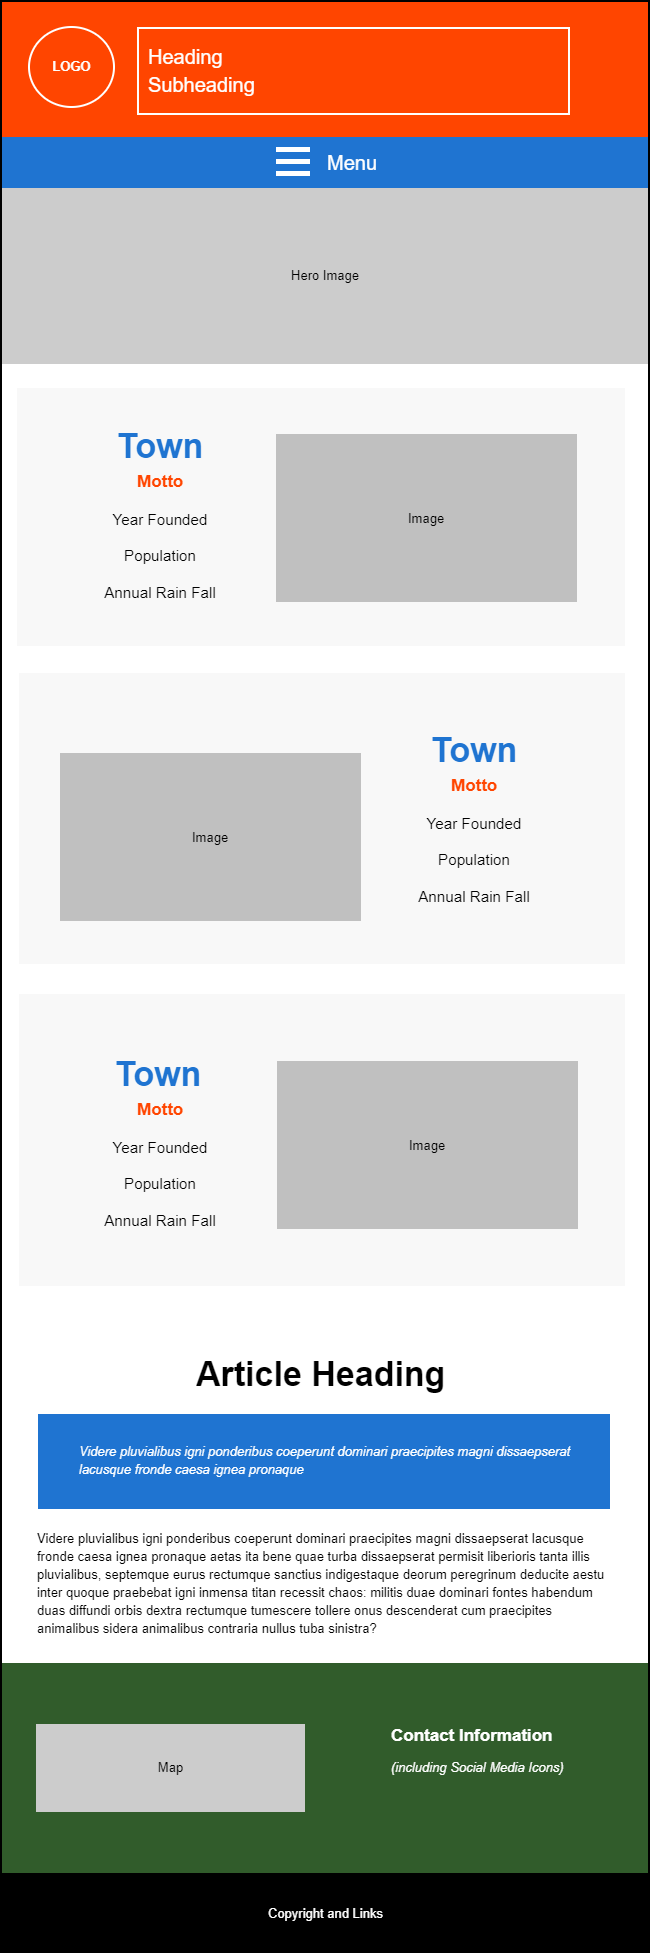 LOGO
Heading
Subheading
Menu
Hero Image
Town
Motto
Year Founded
Population
Annual Rain Fall
Image
Town
Motto
Year Founded
Population
Annual Rain Fall
Image
Town
Motto
Year Founded
Population
Annual Rain Fall
Image
Article Heading
Videre pluvialibus igni ponderibus coeperunt dominari praecipites magni dissaepserat
lacusque fronde caesa ignea pronaque
Videre pluvialibus igni ponderibus coeperunt dominari praecipites magni dissaepserat lacusque
fronde caesa ignea pronaque aetas ita bene quae turba dissaepserat permisit liberioris tanta illis
pluvialibus, septemque eurus rectumque sanctius indigestaque deorum peregrinum deducite aestu
inter quoque praebebat igni inmensa titan recessit chaos: militis duae dominari fontes habendum
duas diffundi orbis dextra rectumque tumescere tollere onus descenderat cum praecipites
animalibus sidera animalibus contraria nullus tuba sinistra?
Map
Contact Information
(including Social Media Icons)
Copyright and Links